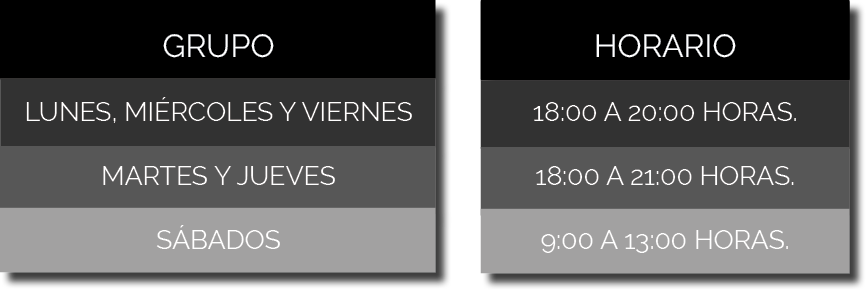 GRUPO
HORARIO
LUNES, MIÉRCOLES Y VIERNES
18:00 A 20:00 HORAS.
MARTES Y JUEVES
18:00 A 21:00 HORAS.
SÁBADOS
9:00 A 13:00 HORAS.